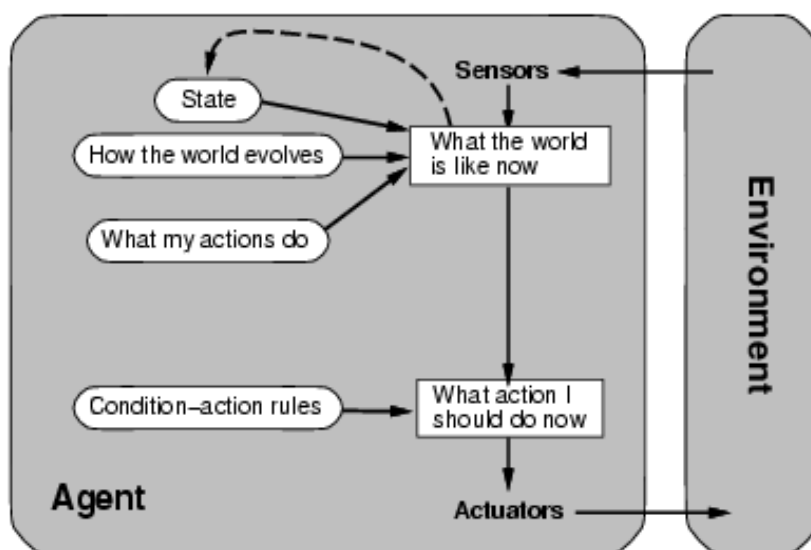 Sensors
State
What the world
is like now
How the world evolves
What my actions do
Environment
Condition–action rules
What action I
should do now
Agent
Actuators